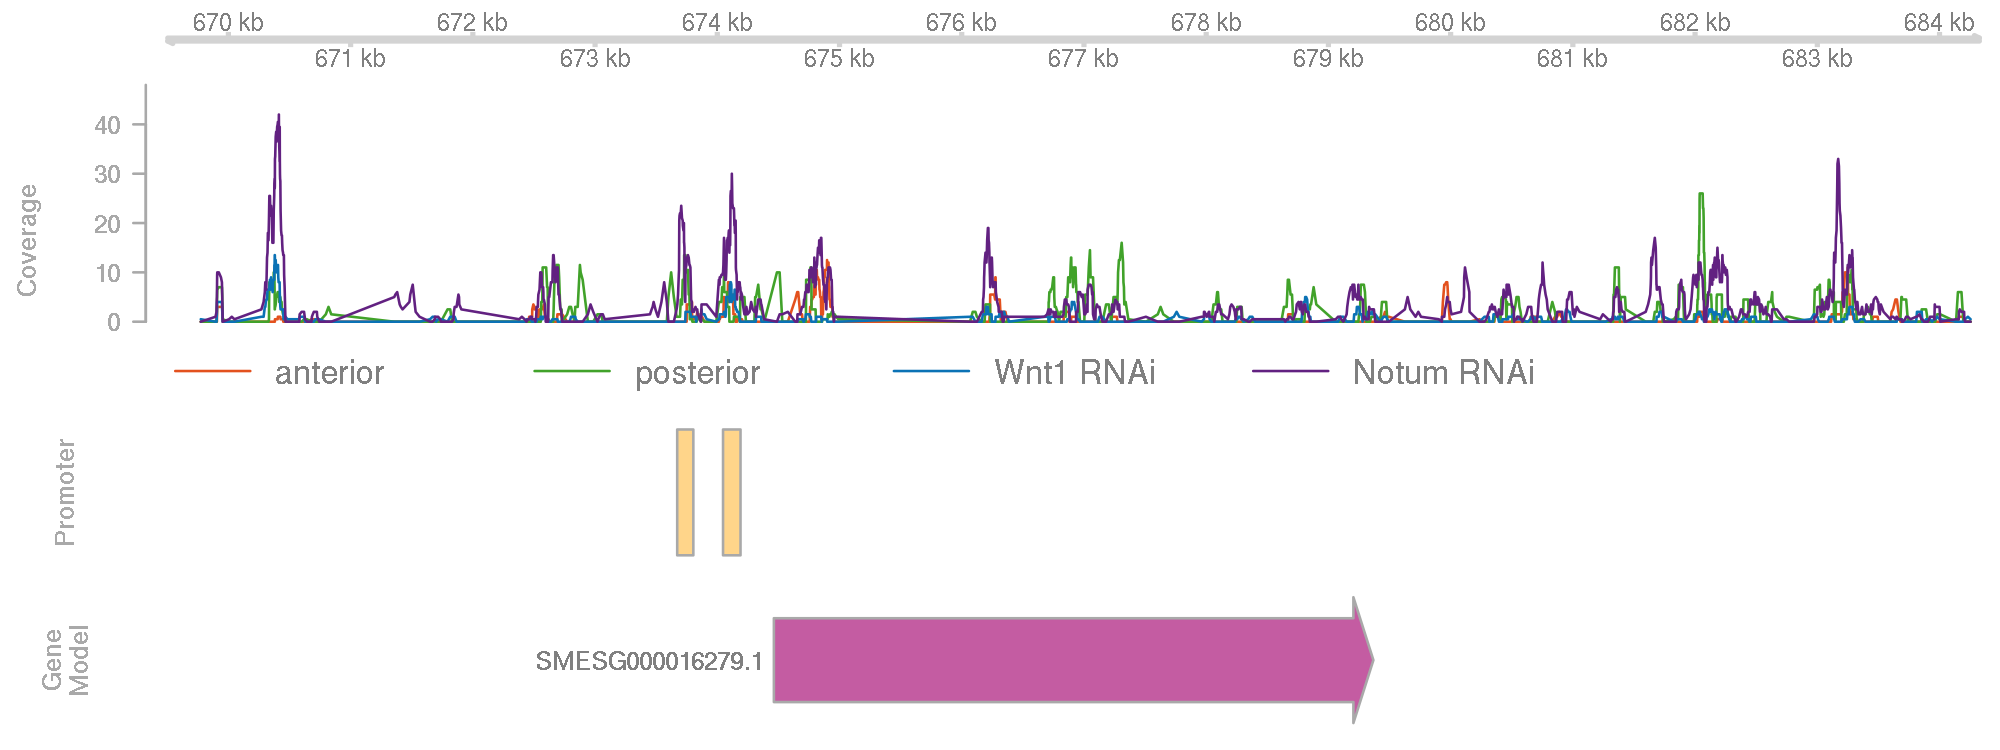 670 kb 672 kb 674 kb 676 kb 678 kb 680 kb 682 kb 684 kb
671 kb 673 kb 675 kb 677 kb 679 kb 681 kb 683 kb
Coverage
40
30
20
10
0
anterior posterior Wnt1 RNAi Notum RNAi
Promoter
Gene
Model
SMESG000016279.1